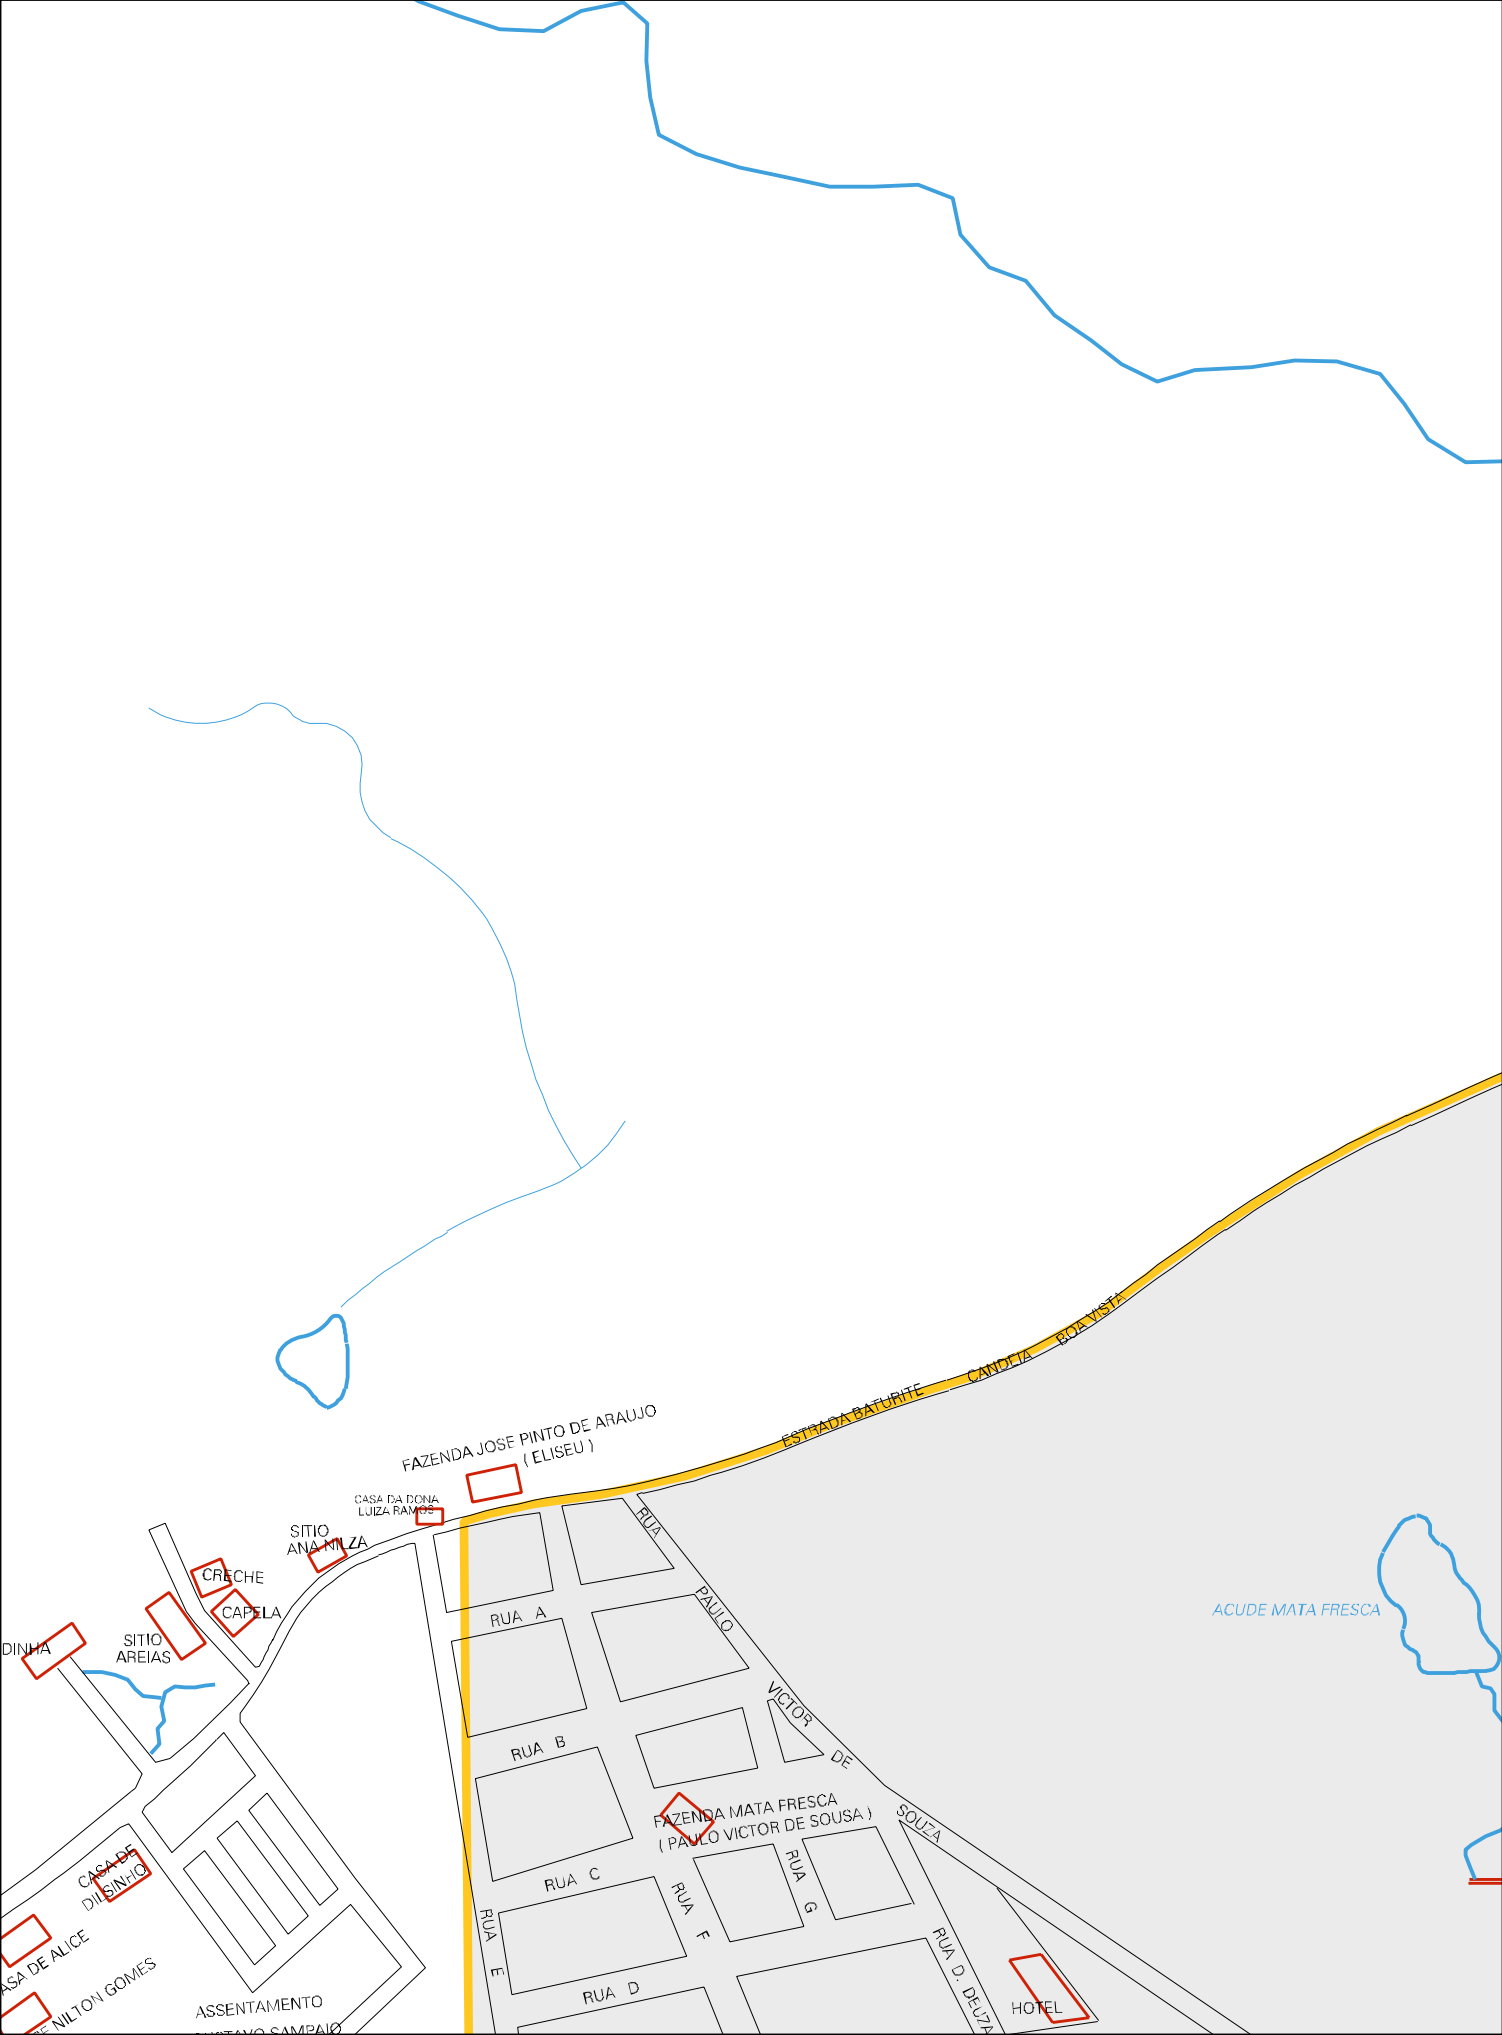 FAZENDA JOSE PINTO DE ARAUJO
( ELISEU )
CASA DA DONA
LUIZA RAMOS
SITIO
ANA NILZA
CRECHE
CAPELA
SITIO
AREIAS
DINHA
ESTRADA BATURITE CANDEIA BOA VISTA
ACUDE MATA FRESCA
RUA PAULO VICTOR DE SOUZA
RUA A
RUA B
FAZENDA MATA FRESCA
( PAULO VICTOR DE SOUSA )
RUA C
RUA D
RUA E
RUA F
RUA G
RUA D. DEUZA
HOTEL
CASA DE
DILSINHO
ASA DE ALICE
E NILTON GOMES
ASSENTAMENTO
GUSTAVO SAMPAIO